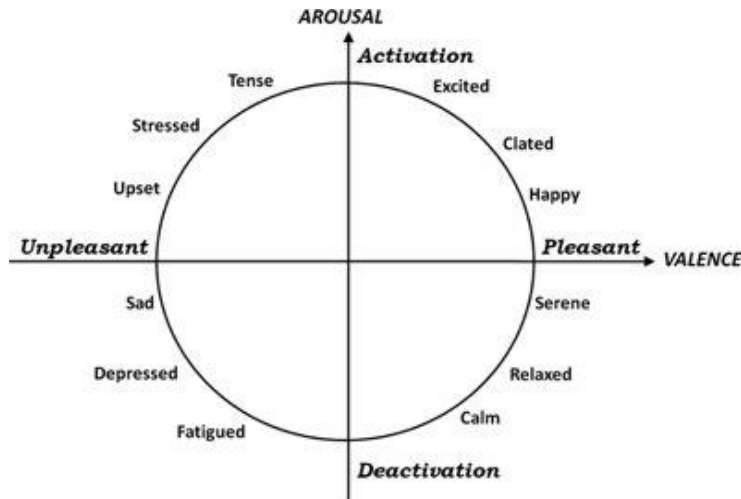 AROUSAL
Activation
Tense
Excited
Stressed
Clated
Upset
Happy
Unpleasant
Pleasant
VALENCE
Sad
Serene
Depressed
Relaxed
Fatigued
Calm
Deactivation